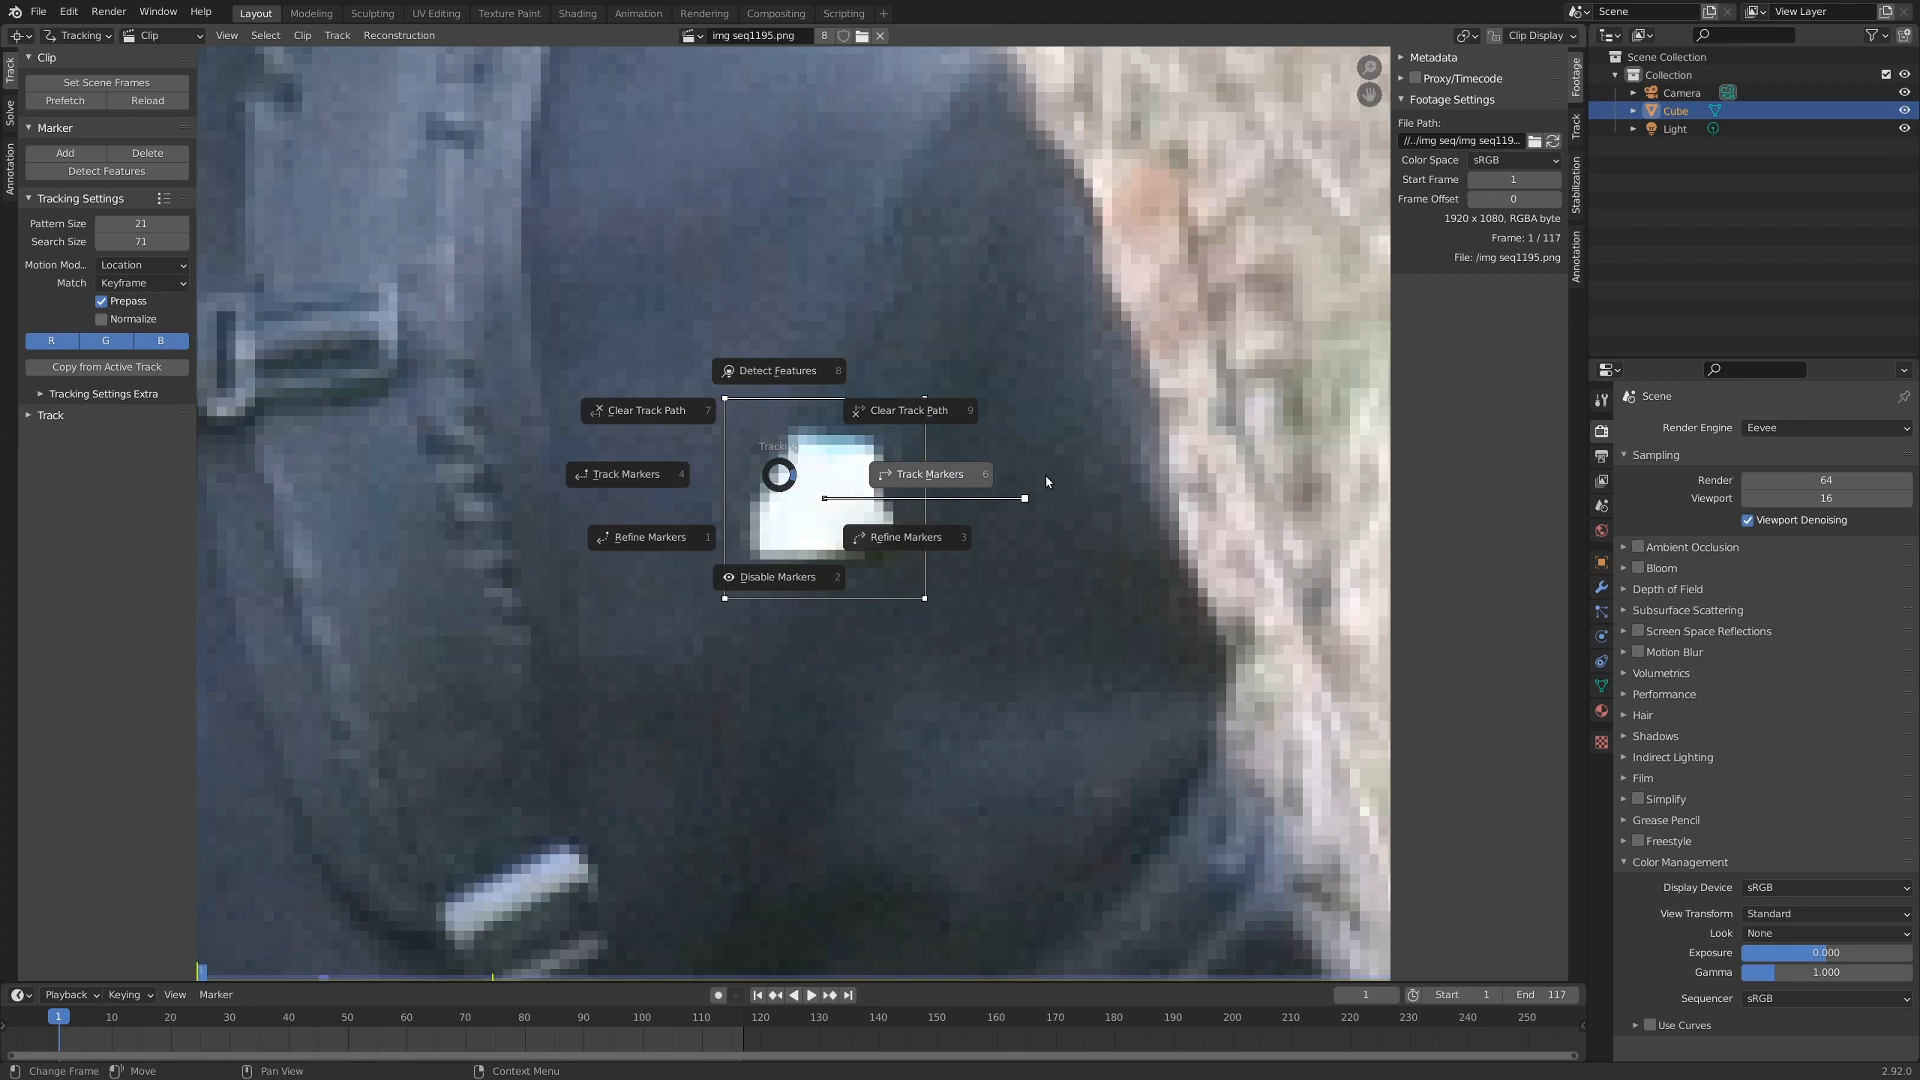 File Edit Render Window Help Layout Modeling Sculpting UV Editing Texture Paint Shading Animation Rendering Compositing Scripting + Scene View Layer
Tracking Clip View Select Clip Track Reconstruction img seq1195.png 8 Clip Display
Clip
Set Scene Frames
Prefetch Reload
Marker
Add Delete
Detect Features
Tracking Settings
Pattern Size 21
Search Size 71
Motion Mod... Location
Match Keyframe
Prepass
Normalize
R G B
Copy from Active Track
Tracking Settings Extra
Track
Track
Solve
Annotation
Detect Features 8
Clear Track Path 7
Clear Track Path 9
Tracking
Track Markers 4
Track Markers 6
Refine Markers 1
Refine Markers 3
Disable Markers 2
Metadata
Proxy/Timecode
Footage Settings
File Path:
//../img seq/img seq119...
Color Space sRGB
Start Frame 1
Frame Offset 0
1920 x 1080, RGBA byte
Frame: 1 / 117
File: /img seq1195.png
Footage
Track
Stabilization
Annotation
Scene Collection
Collection
Camera
Cube
Light
Scene
Render Engine Eevee
Sampling
Render 64
Viewport 16
Viewport Denoising
Ambient Occlusion
Bloom
Depth of Field
Subsurface Scattering
Screen Space Reflections
Motion Blur
Volumetrics
Performance
Hair
Shadows
Indirect Lighting
Film
Simplify
Grease Pencil
Freestyle
Color Management
Display Device sRGB
View Transform Standard
Look None
Exposure 0.000
Gamma 1.000
Sequencer sRGB
Use Curves
1
Playback Keying View Marker 1 Start 1 End 117
1 10 20 30 40 50 60 70 80 90 100 110 120 130 140 150 160 170 180 190 200 210 220 230 240 250
Change Frame Move Pan View Context Menu 2.92.0